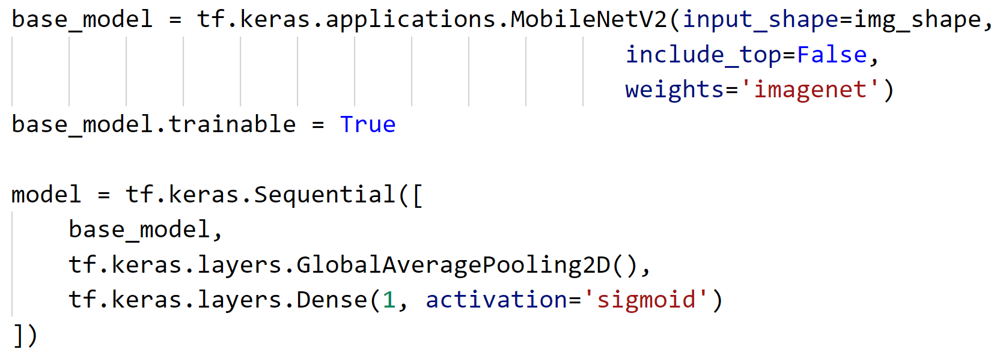 base_model = tf.keras.applications.MobileNetV2(input_shape=img_shape,
                                           include_top=False,
                                           weights='imagenet')
base_model.trainable = True

model = tf.keras.Sequential([
    base_model,
    tf.keras.layers.GlobalAveragePooling2D(),
    tf.keras.layers.Dense(1, activation='sigmoid')
])